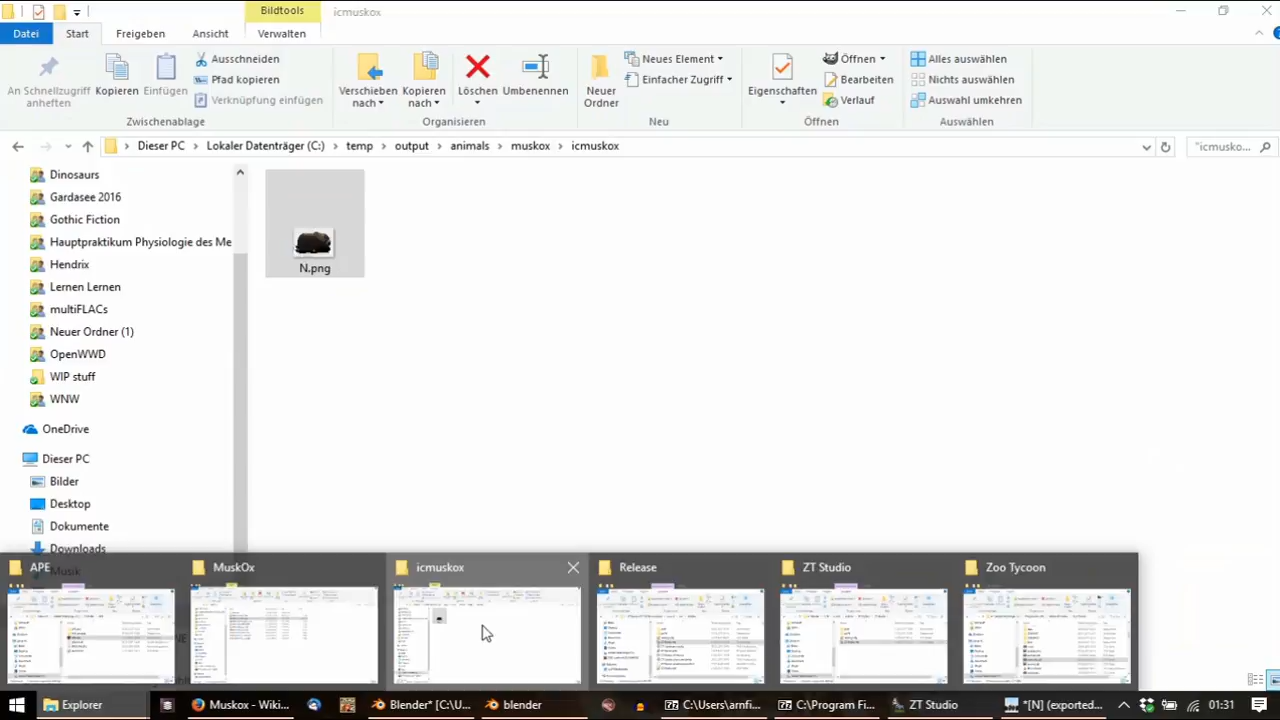 Bildtools
icmuskox
Datei
Start
Freigeben
Ansicht
Verwalten
An Schnellzugriff
anheften
Kopieren
Einfügen
Ausschneiden
Pfad kopieren
Verknüpfung einfügen
Zwischenablage
Verschieben
nach
Kopieren
nach
Löschen
Umbenennen
Organisieren
Neuer
Ordner
Neues Element
Einfacher Zugriff
Neu
Eigenschaften
Öffnen
Bearbeiten
Verlauf
Öffnen
Alles auswählen
Nichts auswählen
Auswahl umkehren
Auswählen
Dieser PC
Lokaler Datenträger (C:)
temp
output
animals
muskox
icmuskox
"icmusko...
Dinosaurs
Gardasee 2016
Gothic Fiction
Hauptpraktikum Physiologie des Me
Hendrix
Lernen Lernen
multiFLACs
Neuer Ordner (1)
OpenWWD
WIP stuff
WNW
OneDrive
Dieser PC
Bilder
Desktop
Dokumente
Downloads
Musik
N.png
APE
MuskOx
icmuskox
Release
ZT Studio
Zoo Tycoon
Explorer
Muskox - Wiki...
Blender* [C:\U...
blender
C:\Users\arnfi...
C:\Program Fi...
ZT Studio
*[N] (exported...
01:31